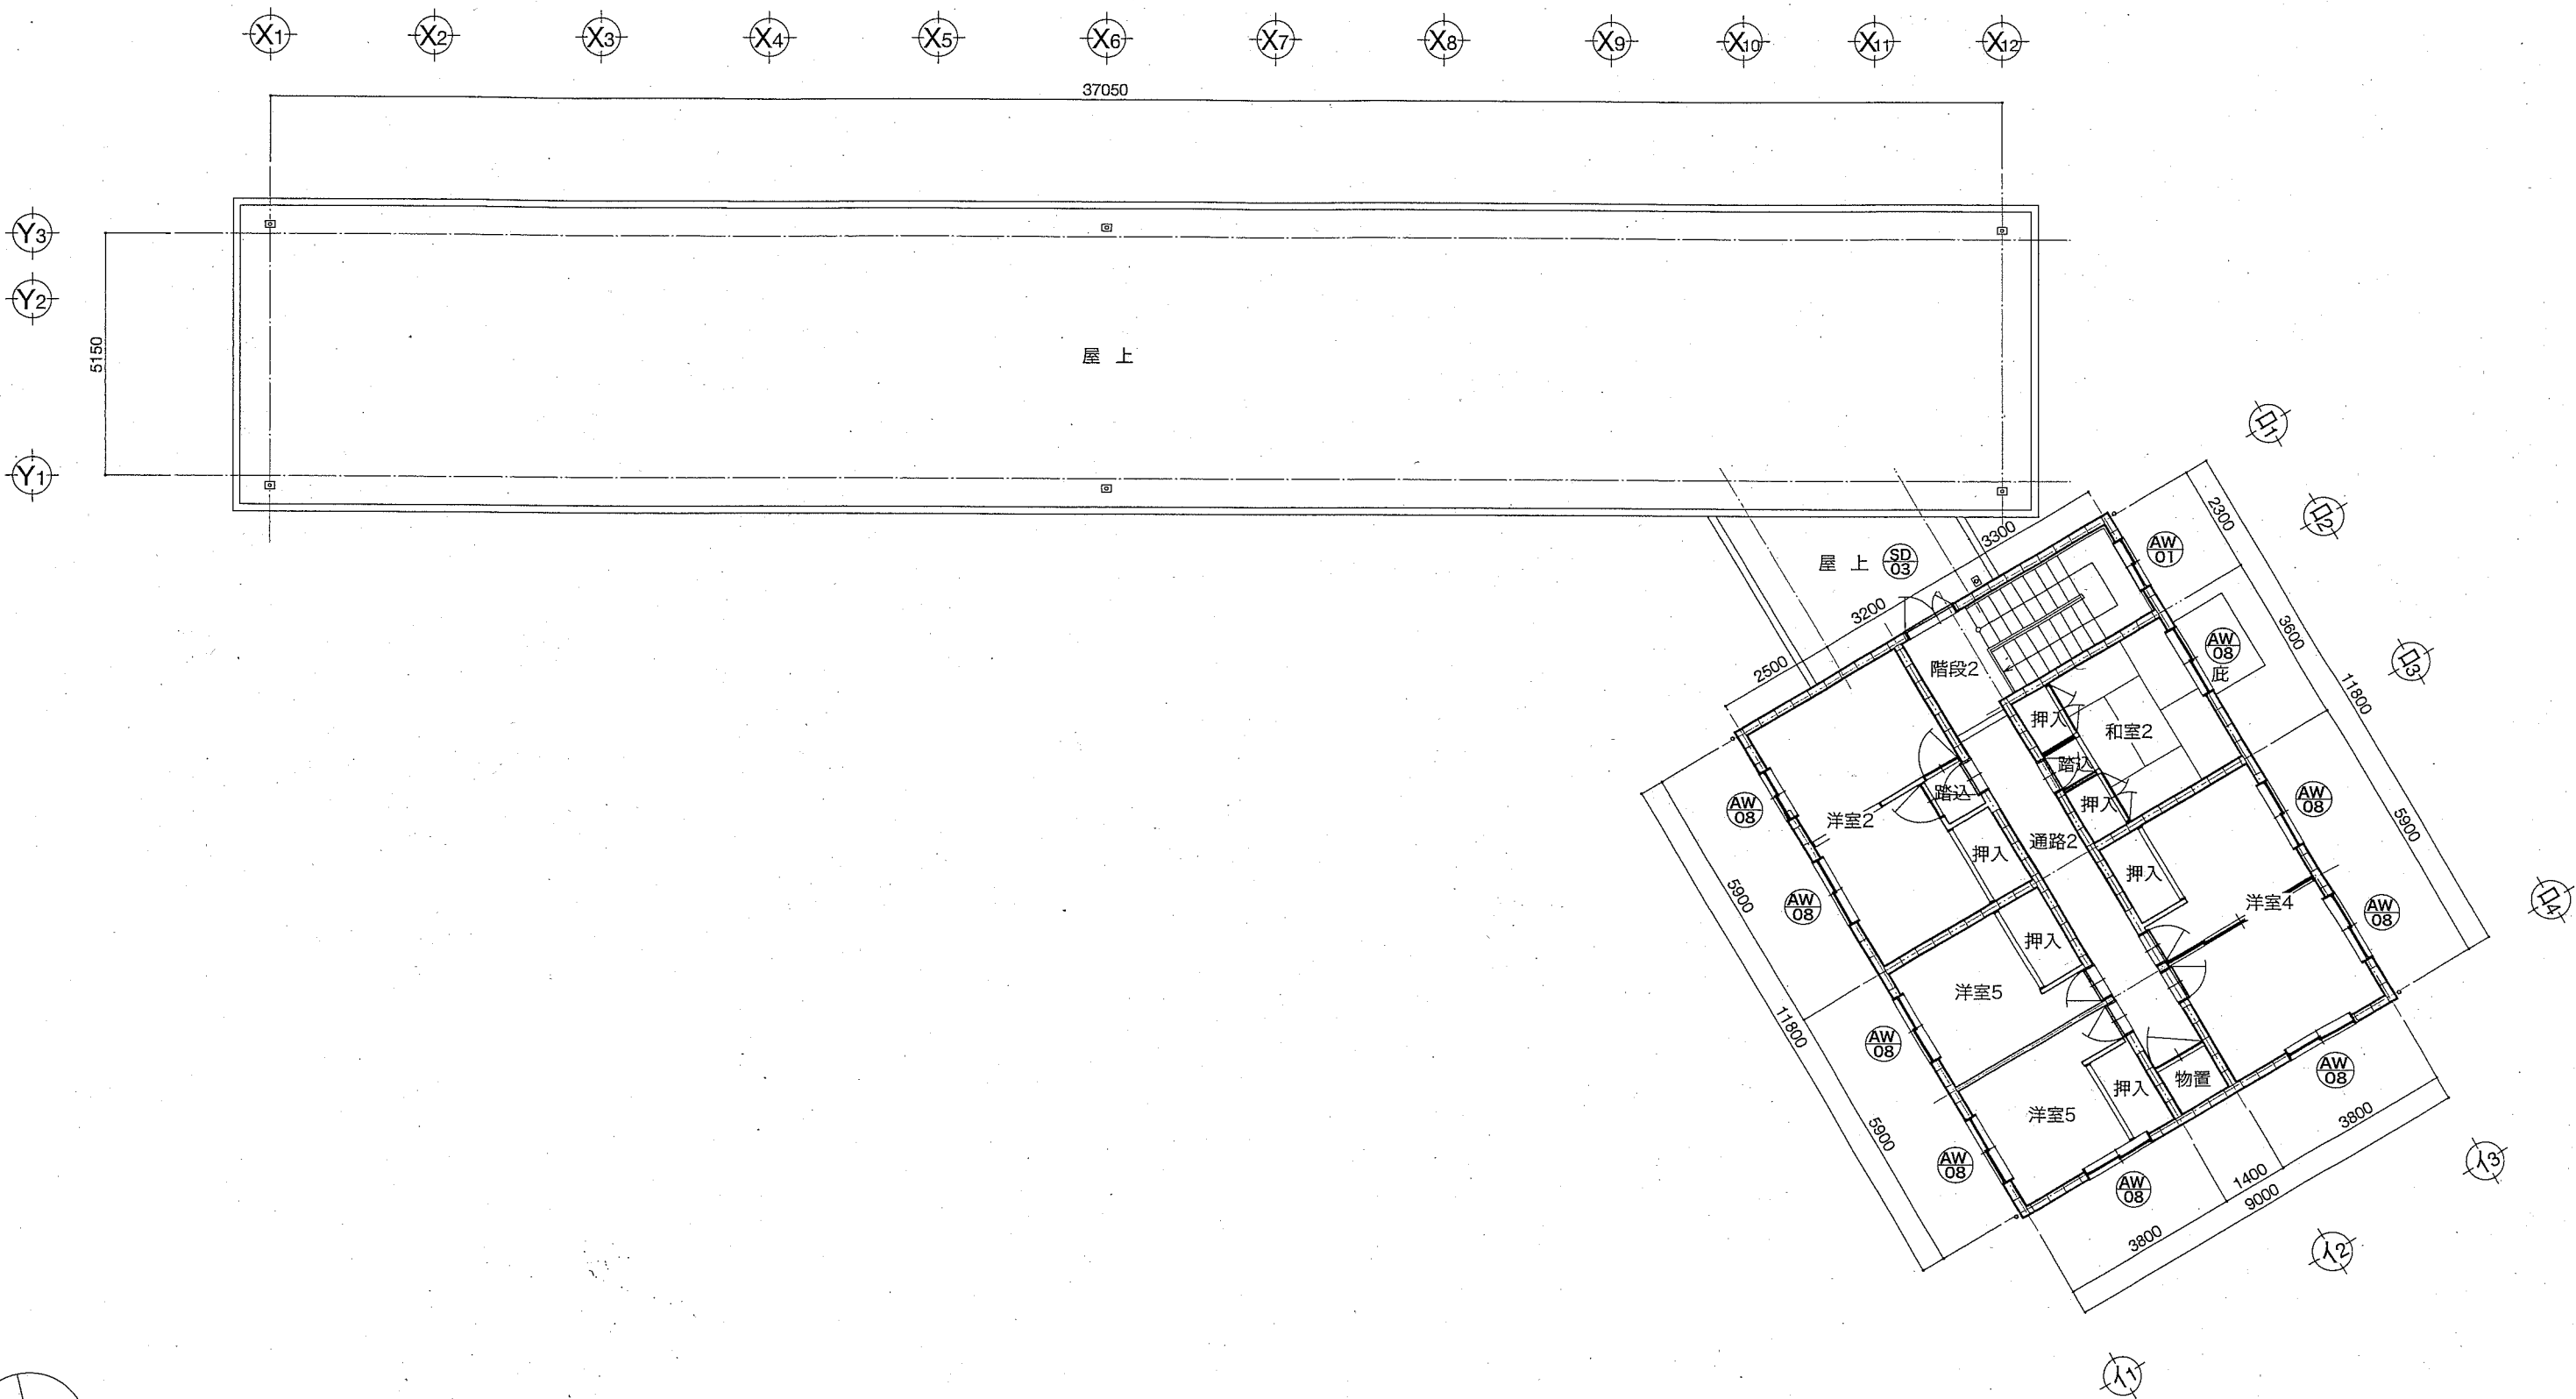 X1 X2 X3 X4 X5 X6 X7 X8 X9 X10 X11 X12
37050
Y3
Y2
5150
Y1
屋上
ロ1
ロ2
ロ3
ロ4
2300
3600
5900
11800
3300
3200
2500
屋上
SD 03
AW 01
AW 08
庇
階段2
押入
和室2
踏込
押入
踏込
洋室2
押入
通路2
押入
洋室4
AW 08
AW 08
AW 08
AW 08
押入
洋室5
AW 08
洋室5
押入
物置
AW 08
AW 08
AW 08
5900
11800
5900
3800
1400
9000
3800
イ3
イ2
イ1